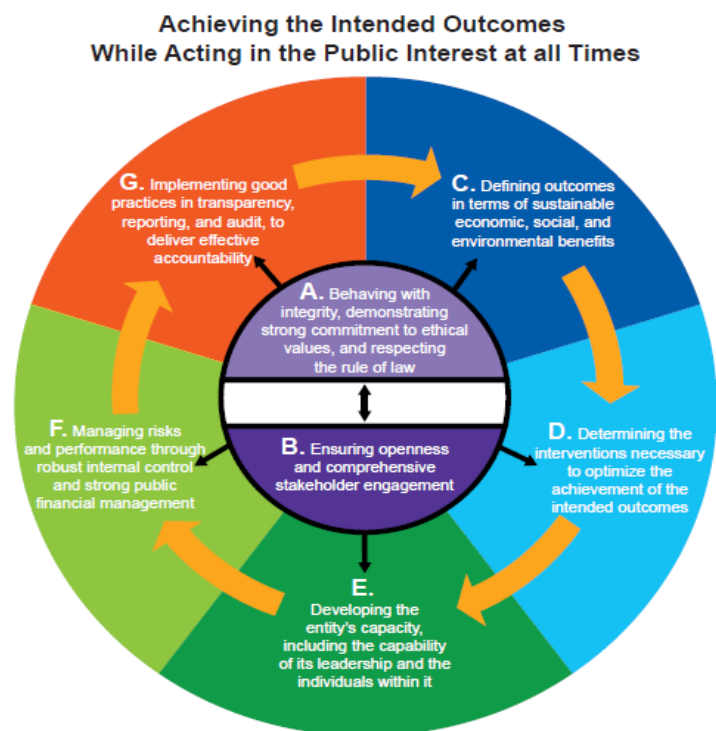 Achieving the Intended Outcomes
While Acting in the Public Interest at all Times
G. Implementing good
practices in transparency,
reporting, and audit, to
deliver effective
accountability
C. Defining outcomes
in terms of sustainable
economic, social, and
environmental benefits
A. Behaving with
integrity, demonstrating
strong commitment to ethical
values, and respecting
the rule of law
F. Managing risks
and performance through
robust internal control
and strong public
financial management
B. Ensuring openness
and comprehensive
stakeholder engagement
D. Determining the
interventions necessary
to optimize the
achievement of the
intended outcomes
E.
Developing the
entity's capacity,
including the capability
of its leadership and the
individuals within it